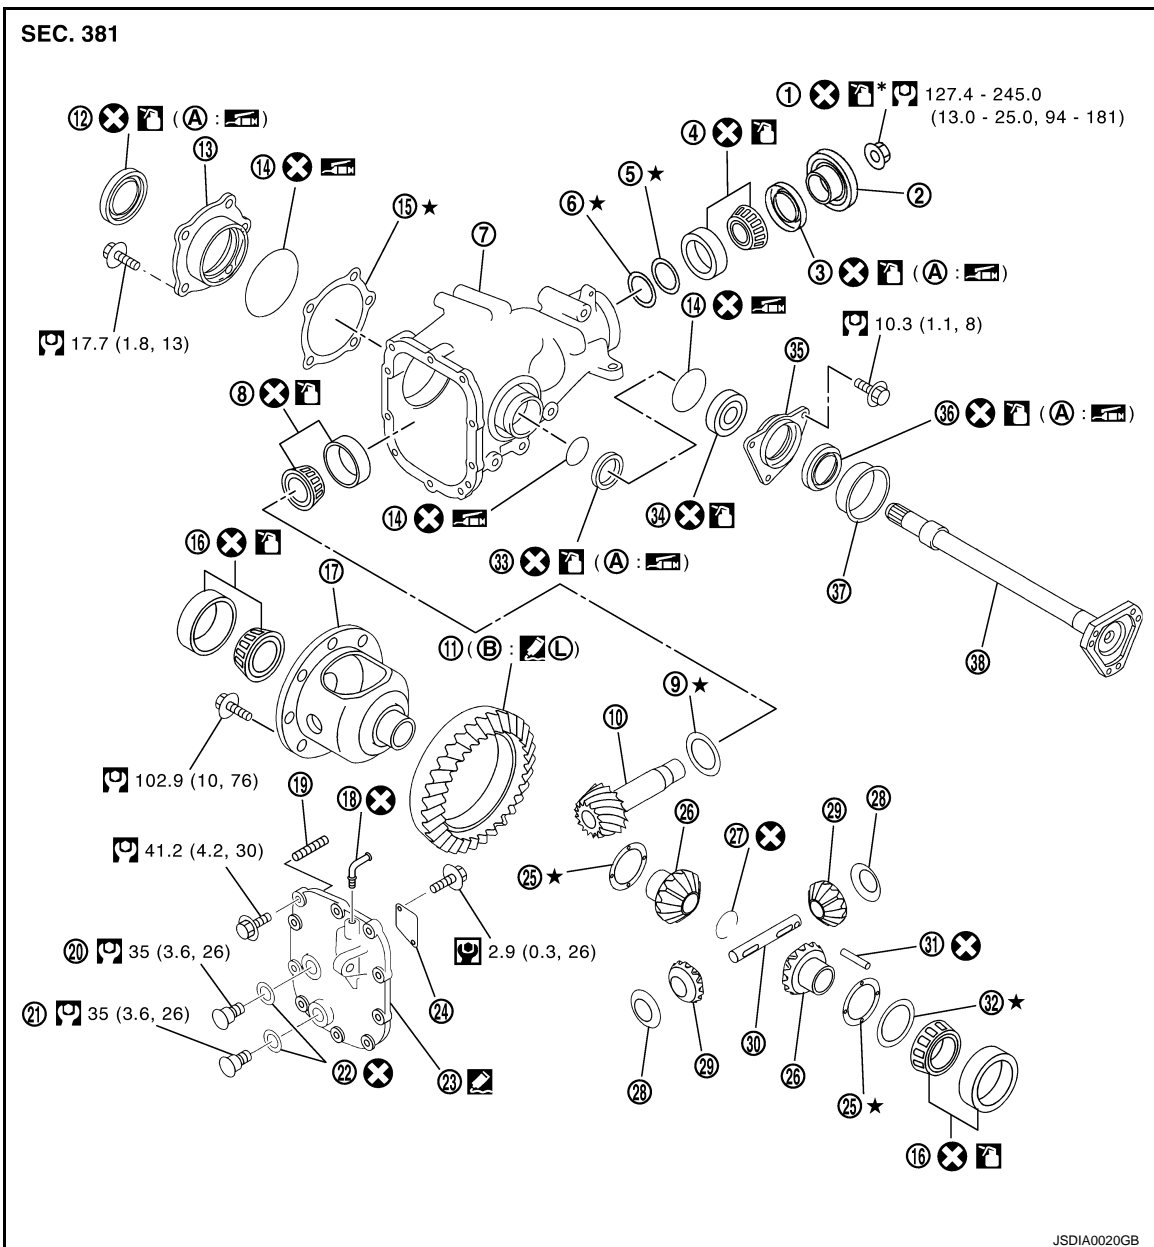 SEC. 381
1 * 127.4 - 245.0
(13.0 - 25.0, 94 - 181)
12 (A : )
4
13
14
5 ★
2
15 ★
6 ★
7
3 (A : )
14
10.3 (1.1, 8)
17.7 (1.8, 13)
35
8
36 (A : )
14
34
16
33 (A : )
17
37
11 (B : L)
38
9 ★
10
102.9 (10, 76)
19
18
28
29
26
27
41.2 (4.2, 30)
25 ★
31
20 35 (3.6, 26)
2.9 (0.3, 26)
32 ★
21 35 (3.6, 26)
24
30
22
23
29
26
28
25 ★
16
JSDIA0020GB